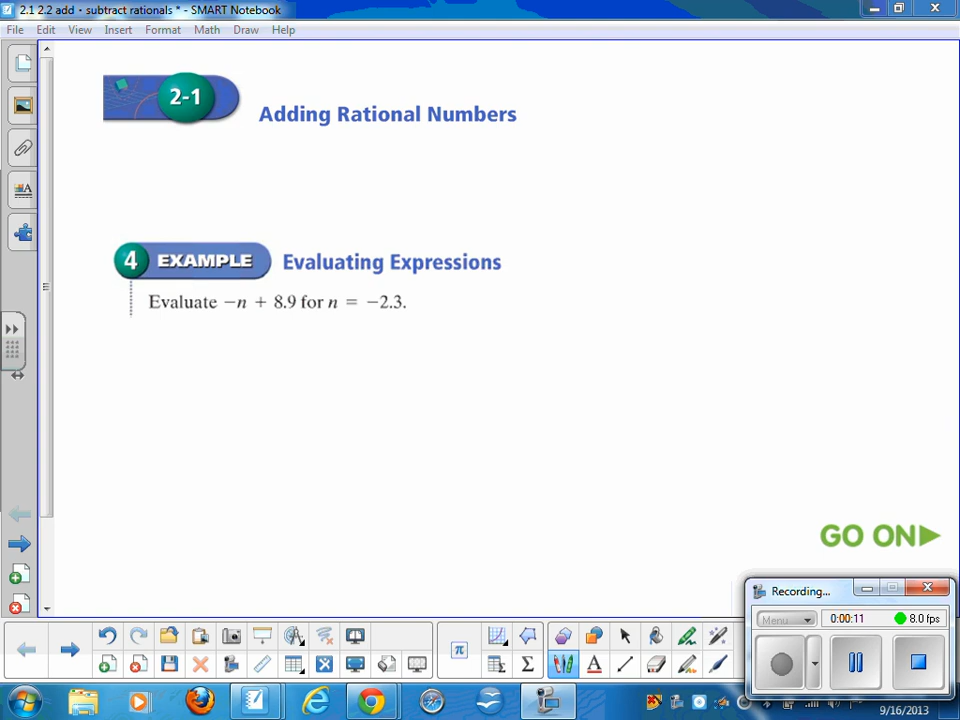 2.1 2.2 add • subtract rationals * - SMART Notebook
File Edit View Insert Format Math Draw Help
2-1
Adding Rational Numbers
4 EXAMPLE Evaluating Expressions
Evaluate −n + 8.9 for n = −2.3.
GO ON
Recording...
Menu 0:00:11 8.0 fps
π Σ A
9/16/2013